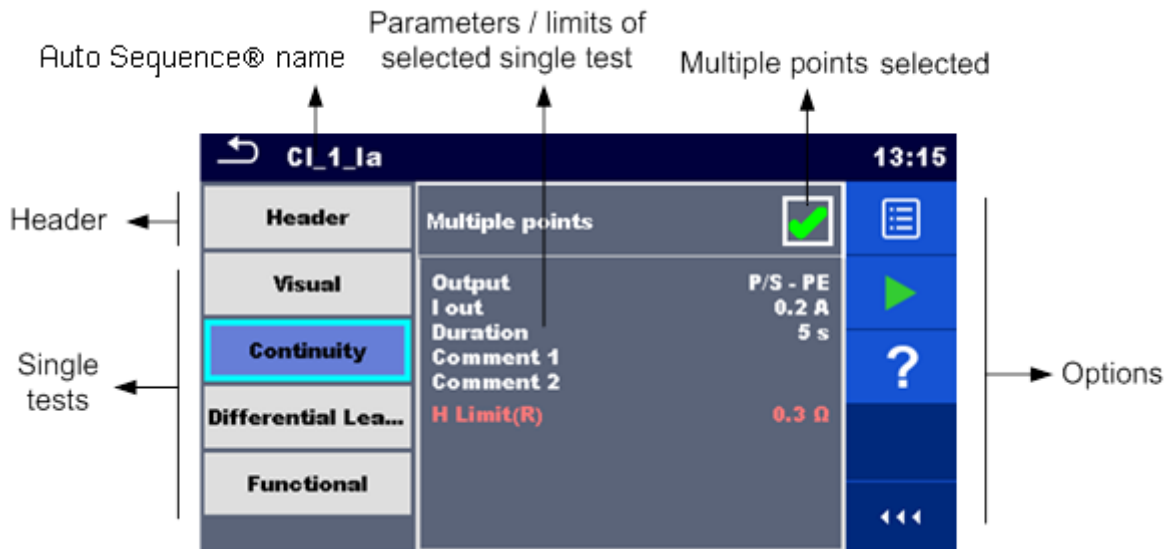 Auto Sequence® name
Parameters / limits of
selected single test
Multiple points selected
CI_1_Ia
13:15
Header
Header
Multiple points
Single
tests
Visual
Continuity
Differential Lea...
Functional
Output P/S - PE
I out 0.2 A
Duration 5 s
Comment 1
Comment 2
H Limit(R) 0.3 Ω
?
Options